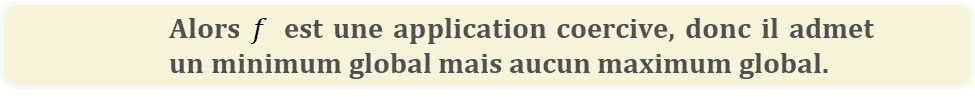 Alors f est une application coercive, donc il admet
un minimum global mais aucun maximum global.